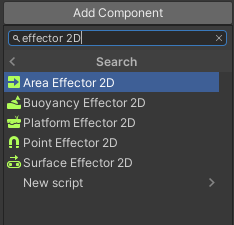 Add Component
effector 2D
Search
Area Effector 2D
Buoyancy Effector 2D
Platform Effector 2D
Point Effector 2D
Surface Effector 2D
New script